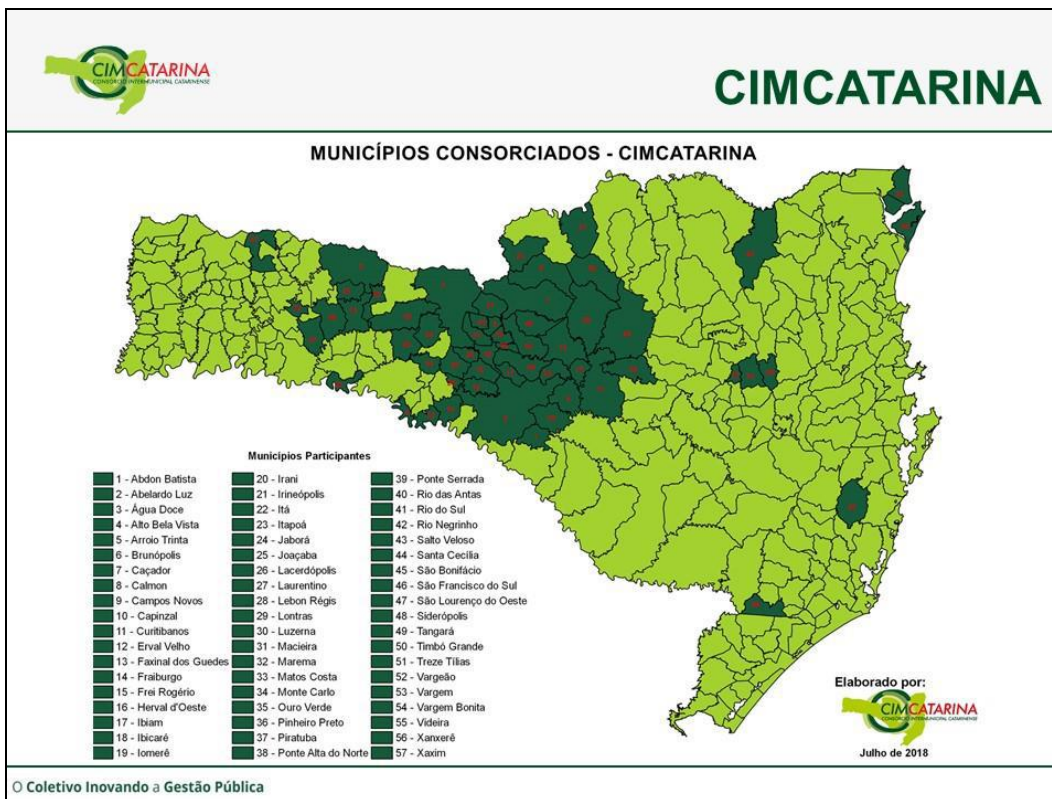 CIMCATARINA
CONSÓRCIO INTERMUNICIPAL CATARINENSE
CIMCATARINA
MUNICÍPIOS CONSORCIADOS - CIMCATARINA
Municípios Participantes
1 - Abdon Batista
2 - Abelardo Luz
3 - Água Doce
4 - Alto Bela Vista
5 - Arroio Trinta
6 - Brunópolis
7 - Caçador
8 - Calmon
9 - Campos Novos
10 - Capinzal
11 - Curitibanos
12 - Erval Velho
13 - Faxinal dos Guedes
14 - Fraiburgo
15 - Frei Rogério
16 - Herval d'Oeste
17 - Ibiam
18 - Ibicaré
19 - Iomerê
20 - Irani
21 - Irineópolis
22 - Itá
23 - Itapoá
24 - Jaborá
25 - Joaçaba
26 - Lacerdópolis
27 - Laurentino
28 - Lebon Régis
29 - Lontras
30 - Luzerna
31 - Macieira
32 - Marema
33 - Matos Costa
34 - Monte Carlo
35 - Ouro Verde
36 - Pinheiro Preto
37 - Piratuba
38 - Ponte Alta do Norte
39 - Ponte Serrada
40 - Rio das Antas
41 - Rio do Sul
42 - Rio Negrinho
43 - Salto Veloso
44 - Santa Cecília
45 - São Bonifácio
46 - São Francisco do Sul
47 - São Lourenço do Oeste
48 - Siderópolis
49 - Tangará
50 - Timbó Grande
51 - Treze Tílias
52 - Vargeão
53 - Vargem
54 - Vargem Bonita
55 - Videira
56 - Xanxerê
57 - Xaxim
Elaborado por:
CIMCATARINA
CONSÓRCIO INTERMUNICIPAL CATARINENSE
Julho de 2018
O Coletivo Inovando a Gestão Pública